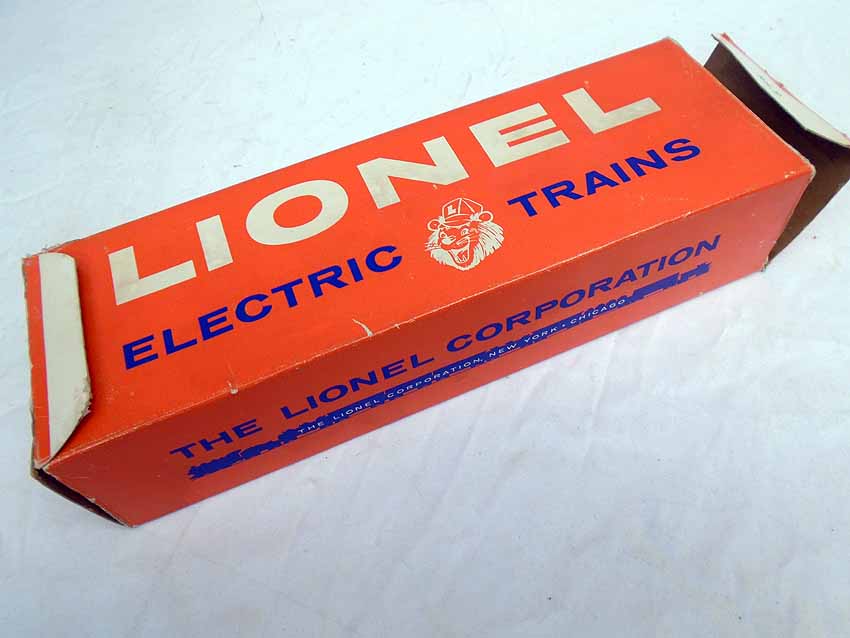 LIONEL
ELECTRIC TRAINS
L
THE LIONEL CORPORATION
THE LIONEL CORPORATION, NEW YORK • CHICAGO